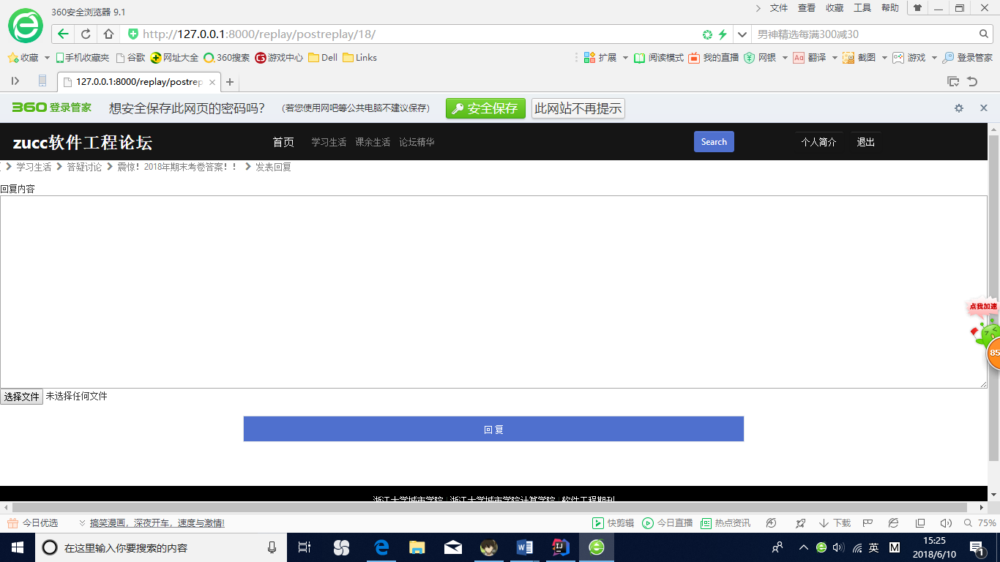 360安全浏览器 9.1
文件 查看 收藏 工具 帮助
http://127.0.0.1:8000/replay/postreplay/18/
男神精选每满300减30
收藏 手机收藏夹 谷歌 网址大全 360搜索 游戏中心 Dell Links
扩展 阅读模式 我的直播 网银 翻译 截图 游戏 登录管家
127.0.0.1:8000/replay/postrep
360登录管家 想安全保存此网页的密码吗? (若您使用网吧等公共电脑不建议保存) 安全保存 此网站不再提示
zucc软件工程论坛 首页 学习生活 课余生活 论坛精华 Search 个人简介 退出
学习生活 答疑讨论 震惊！2018年期末考卷答案！！ 发表回复
回复内容
点我加速
85
选择文件 未选择任何文件
回复
浙江大学城市学院 | 浙江大学城市学院计算学院 | 软件工程期刊
今日优选 搞笑漫画，深夜开车，速度与激情!
快剪辑 今日直播 热点资讯 下载 75%
在这里输入你要搜索的内容
英 M
15:25
2018/6/10
1